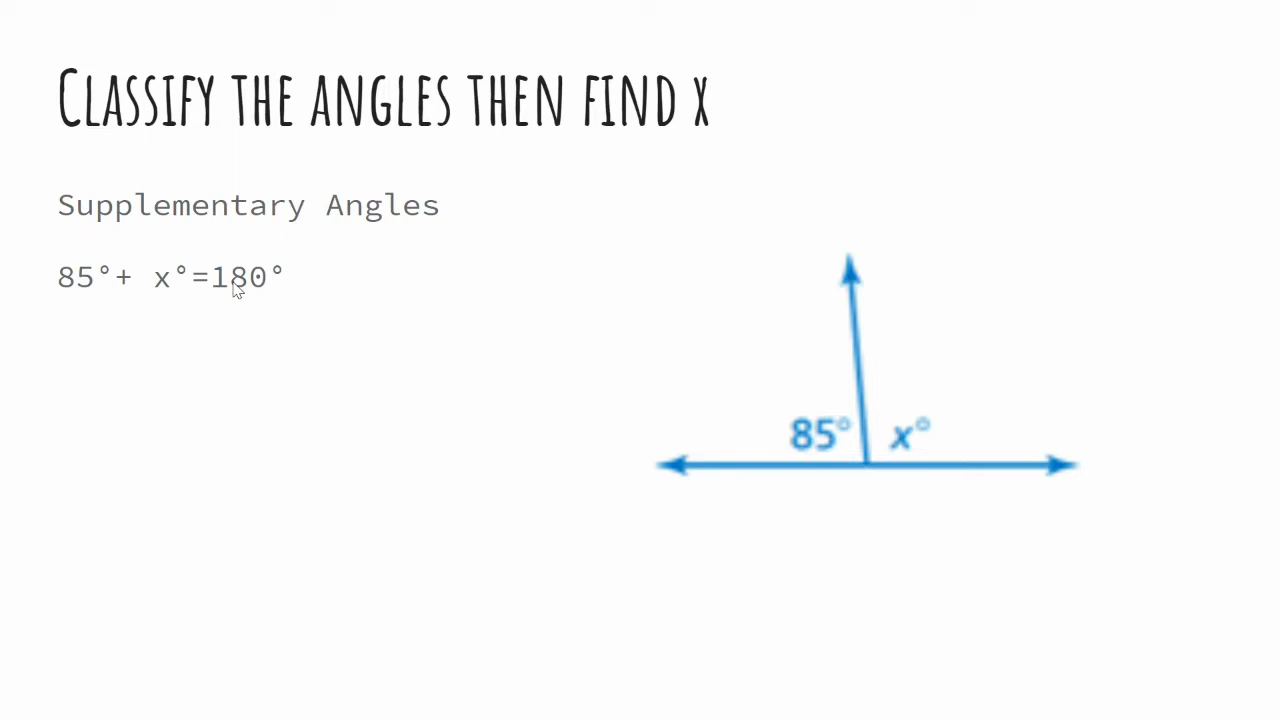 Classify the angles then find x
Supplementary Angles
85°+ x°=180°
85° x°